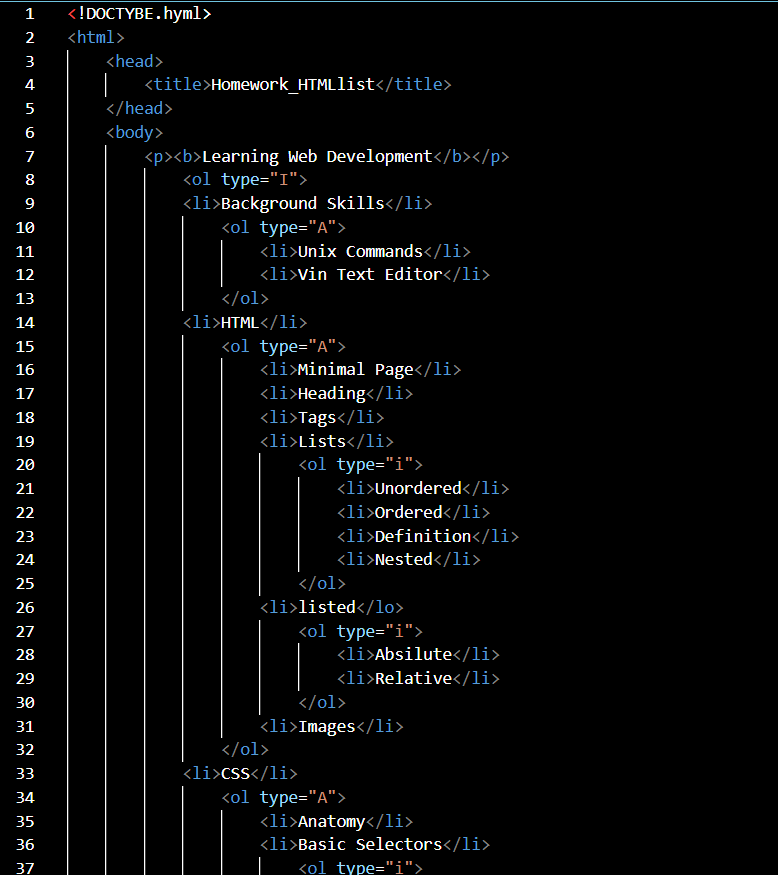 1 <!DOCTYBE.hyml>
2 <html>
3 <head>
4 <title>Homework_HTMllist</title>
5 </head>
6 <body>
7 <p><b>Learning Web Development</b></p>
8 <ol type="I">
9 <li>Background Skills</li>
10 <ol type="A">
11 <li>Unix Commands</li>
12 <li>Vin Text Editor</li>
13 </ol>
14 <li>HTML</li>
15 <ol type="A">
16 <li>Minimal Page</li>
17 <li>Heading</li>
18 <li>Tags</li>
19 <li>Lists</li>
20 <ol type="i">
21 <li>Unordered</li>
22 <li>Ordered</li>
23 <li>Definition</li>
24 <li>Nested</li>
25 </ol>
26 <li>listed</lo>
27 <ol type="i">
28 <li>Absilute</li>
29 <li>Relative</li>
30 </ol>
31 <li>Images</li>
32 </ol>
33 <li>CSS</li>
34 <ol type="A">
35 <li>Anatomy</li>
36 <li>Basic Selectors</li>
37 <ol type="i">